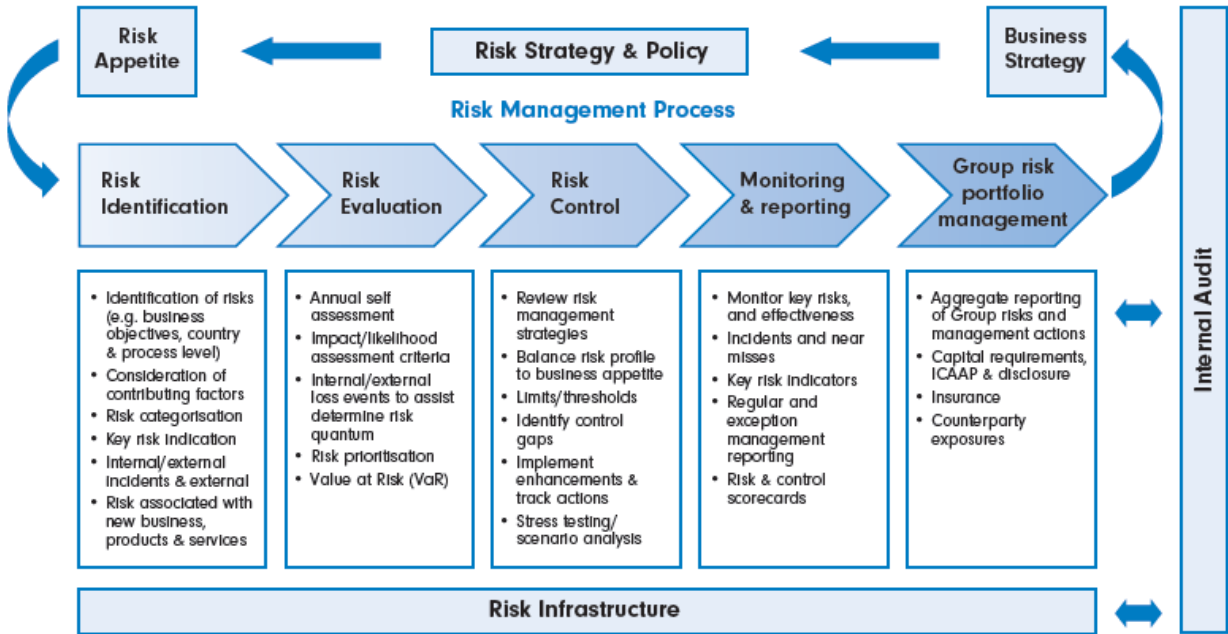 Risk
Appetite
Risk Strategy & Policy
Business
Strategy
Risk Management Process
Risk
Identification
Risk
Evaluation
Risk
Control
Monitoring
& reporting
Group risk
portfolio
management
• Identification of risks
(e.g. business
objectives, country
& process level)
• Consideration of
contributing factors
• Risk categorisation
• Key risk indication
• Internal/external
incidents & external
• Risk associated with
new business,
products & services
• Annual self
assessment
• Impact/likelihood
assessment criteria
• Internal/external
loss events to assist
determine risk
quantum
• Risk prioritisation
• Value at Risk (VaR)
• Review risk
management
strategies
• Balance risk profile
to business appetite
• Limits/thresholds
• Identify control
gaps
• Implement
enhancements &
track actions
• Stress testing/
scenario analysis
• Monitor key risks,
and effectiveness
• Incidents and near
misses
• Key risk indicators
• Regular and
exception
management
reporting
• Risk & control
scorecards
• Aggregate reporting
of Group risks and
management actions
• Capital requirements,
ICAAP & disclosure
• Insurance
• Counterparty
exposures
Internal Audit
Risk Infrastructure